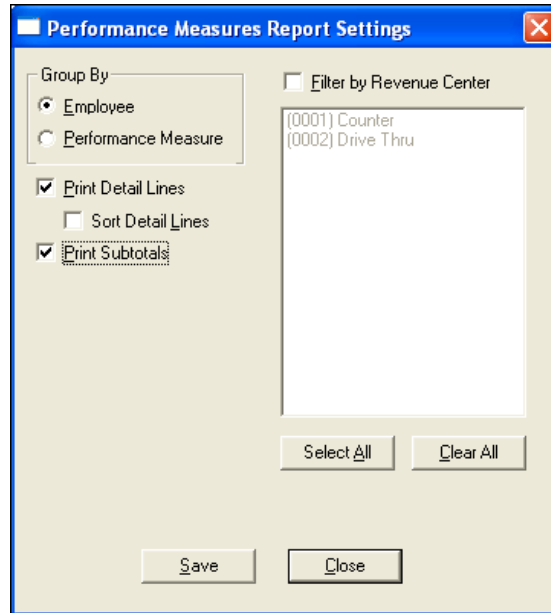 Performance Measures Report Settings
Group By
Employee
Performance Measure
Print Detail Lines
Sort Detail Lines
Print Subtotals
Filter by Revenue Center
(0001) Counter
(0002) Drive Thru
Select All
Clear All
Save
Close